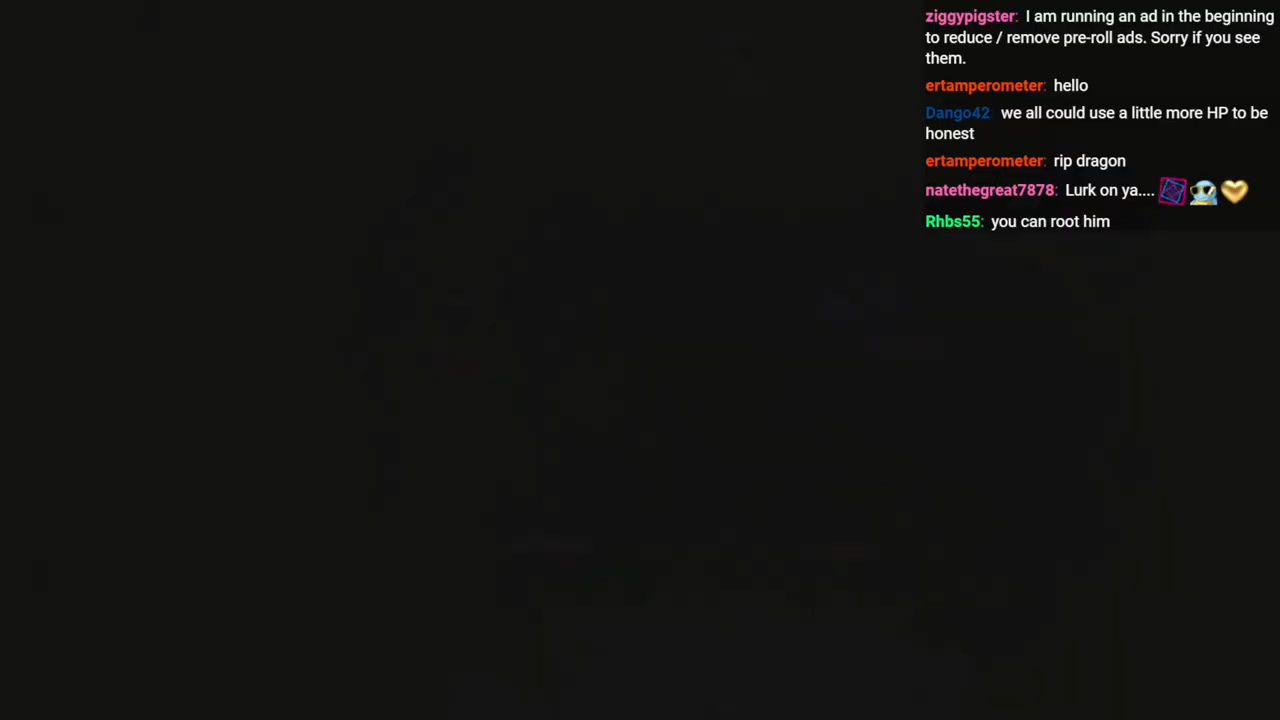 ziggypigster: I am running an ad in the beginning
to reduce / remove pre-roll ads. Sorry if you see
them.
ertamperometer: hello
Dango42: we all could use a little more HP to be
honest
ertamperometer: rip dragon
natethegreat7878: Lurk on ya....
Rhbs55: you can root him